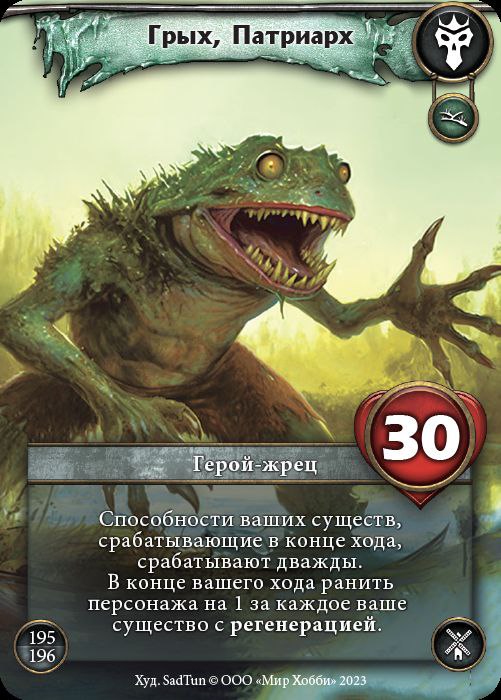 Грых, Патриарх
30
Герой-жрец
Способности ваших существ,
срабатывающие в конце хода,
срабатывают дважды.
В конце вашего хода ранить
персонажа на 1 за каждое ваше
существо с регенерацией.
195
196
Худ. SadTun © ООО «Мир Хобби» 2023